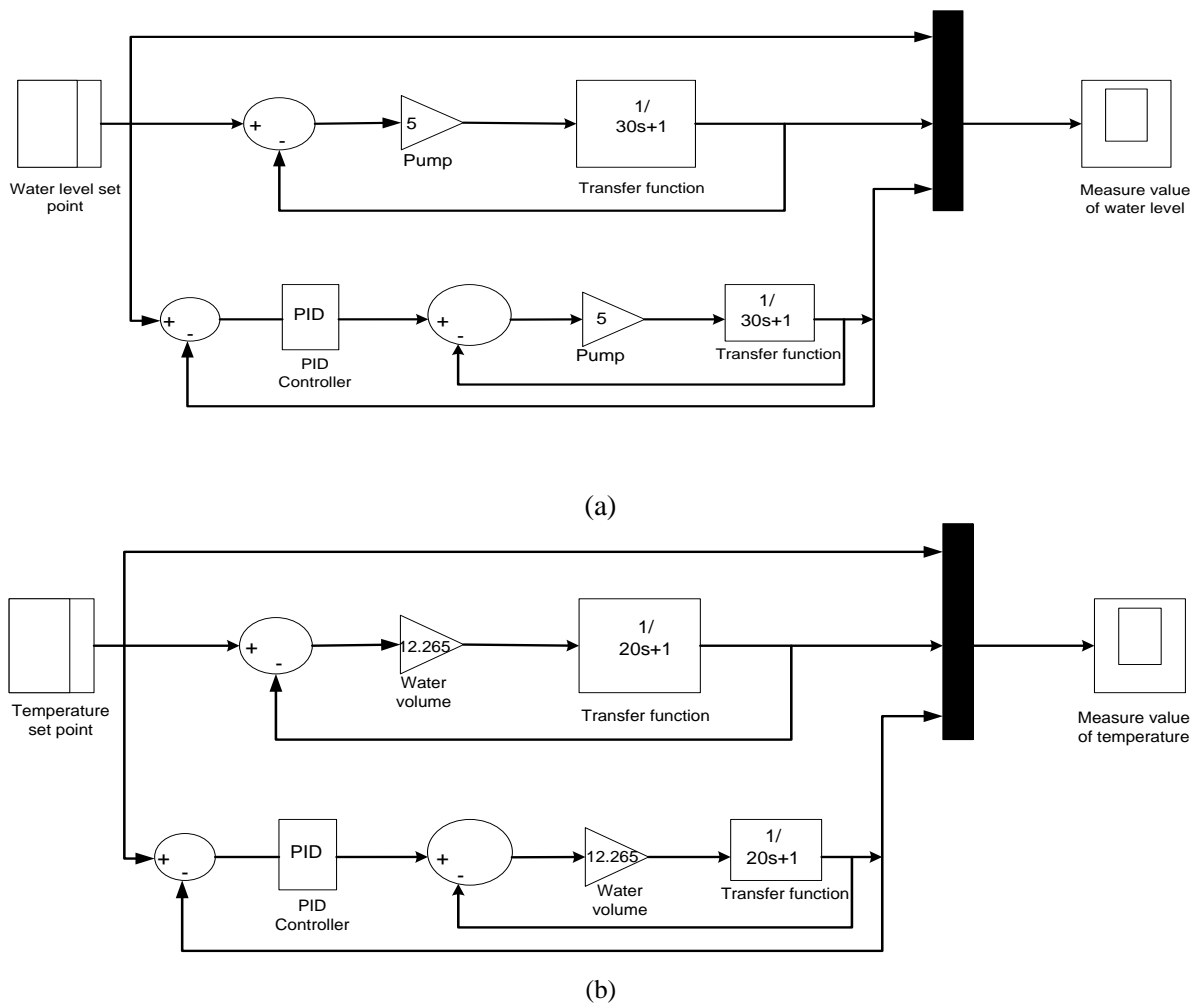 +
-
5
Pump
1/
30s+1
Transfer function
Water level set
point
Measure value
of water level
+
-
PID
PID
Controller
+
-
5
Pump
1/
30s+1
Transfer function
(a)
+
-
12.265
Water
volume
1/
20s+1
Transfer function
Temperature
set point
Measure value
of temperature
+
-
PID
PID
Controller
+
-
12.265
Water
volume
1/
20s+1
Transfer function
(b)